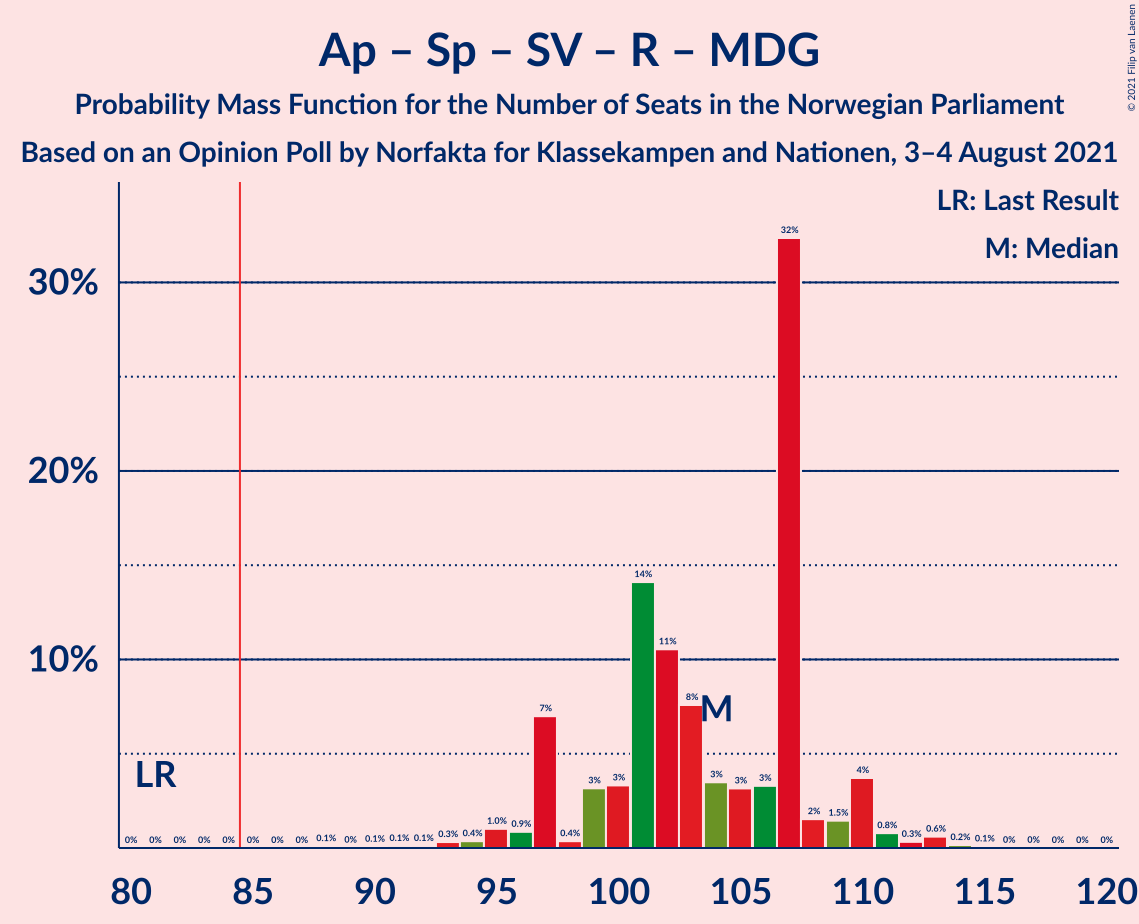 Ap – Sp – SV – R – MDG
Probability Mass Function for the Number of Seats in the Norwegian Parliament
Based on an Opinion Poll by Norfakta for Klassekampen and Nationen, 3–4 August 2021
© 2021 Filip van Laenen
LR: Last Result
M: Median
30%
20%
10%
LR
M
0% 0% 0% 0% 0% 0% 0% 0% 0.1% 0% 0.1% 0.1% 0.1% 0.3% 0.4% 1.0% 0.9% 7% 0.4% 3% 3% 14% 11% 8% 3% 3% 3% 32% 2% 1.5% 4% 0.8% 0.3% 0.6% 0.2% 0.1% 0% 0% 0% 0% 0%
80 85 90 95 100 105 110 115 120